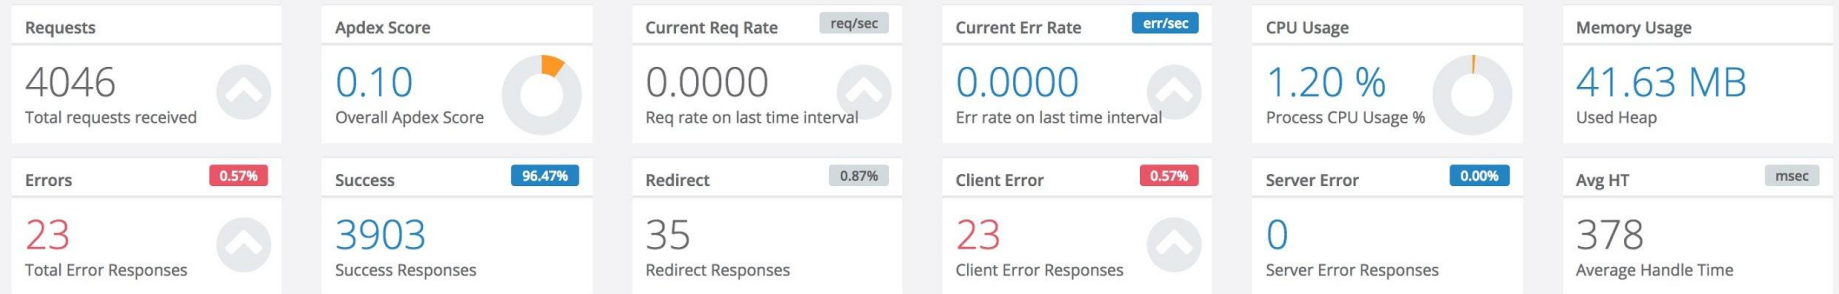 Requests
4046
Total requests received
Apdex Score
0.10
Overall Apdex Score
Current Req Rate req/sec
0.0000
Req rate on last time interval
Current Err Rate err/sec
0.0000
Err rate on last time interval
CPU Usage
1.20 %
Process CPU Usage %
Memory Usage
41.63 MB
Used Heap
Errors 0.57%
23
Total Error Responses
Success 96.47%
3903
Success Responses
Redirect 0.87%
35
Redirect Responses
Client Error 0.57%
23
Client Error Responses
Server Error 0.00%
0
Server Error Responses
Avg HT msec
378
Average Handle Time